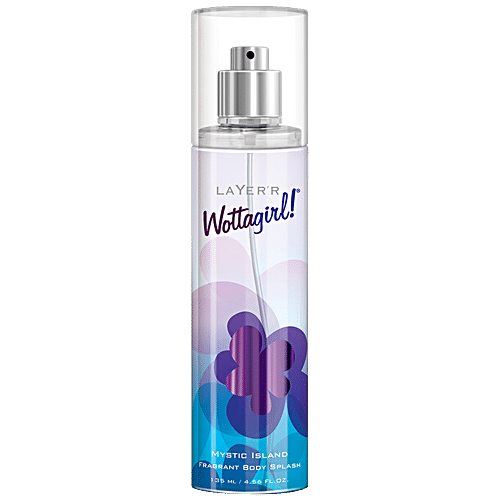 LAYER'R
Wottagirl!®
MYSTIC ISLAND
FRAGRANT BODY SPLASH
135 ML / 4.56 FL.OZ.